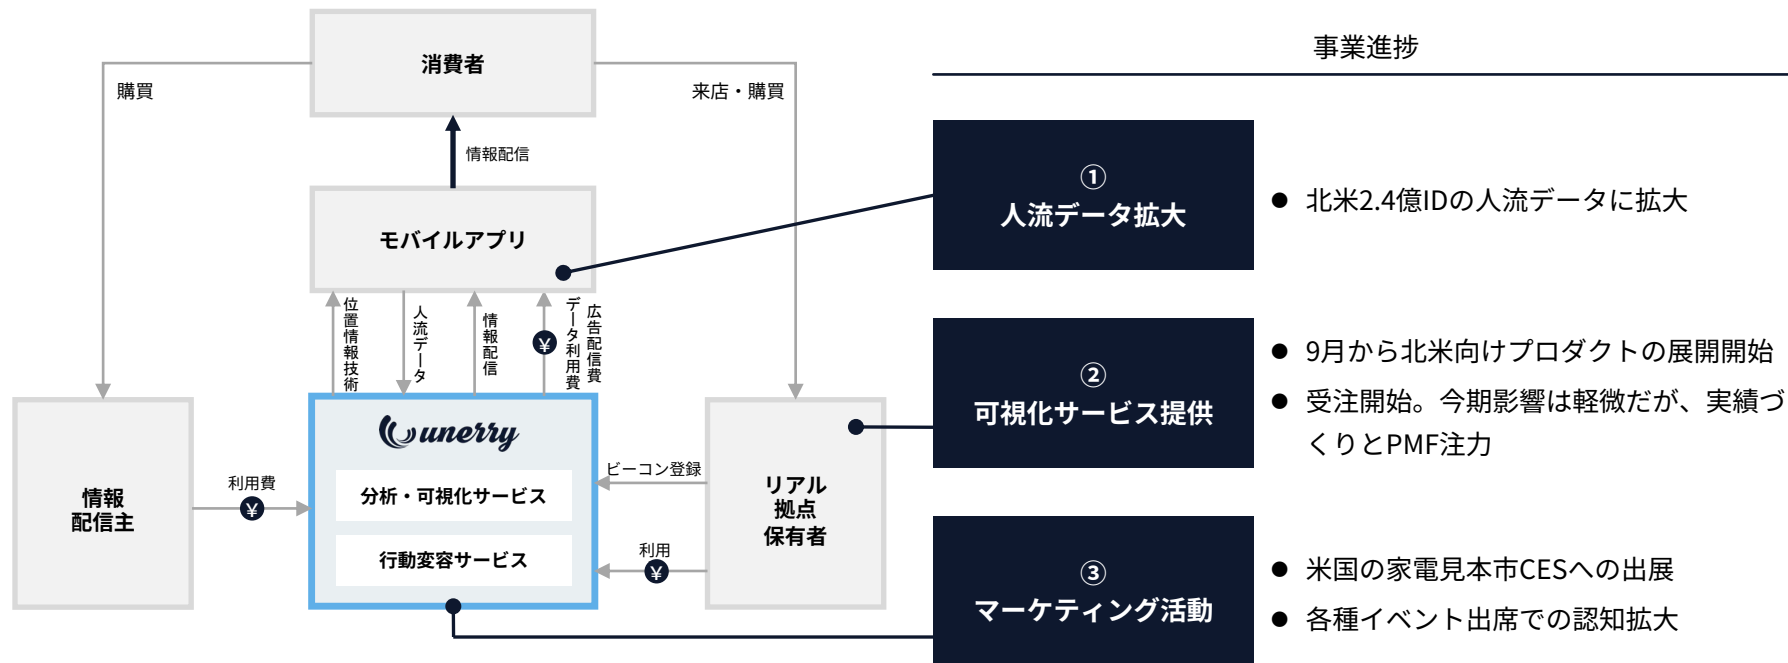 消費者
購買
来店・購買
情報配信
モバイルアプリ
位置情報技術
人流データ
情報配信
¥
データ利用費
広告配信費
unerry
分析・可視化サービス
行動変容サービス
情報
配信主
利用費
¥
ビーコン登録
利用
¥
リアル
拠点
保有者
事業進捗
①
人流データ拡大
● 北米2.4億IDの人流データに拡大
②
可視化サービス提供
● 9月から北米向けプロダクトの展開開始
● 受注開始。今期影響は軽微だが、実績づ
くりとPMF注力
③
マーケティング活動
● 米国の家電見本市CESへの出展
● 各種イベント出席での認知拡大